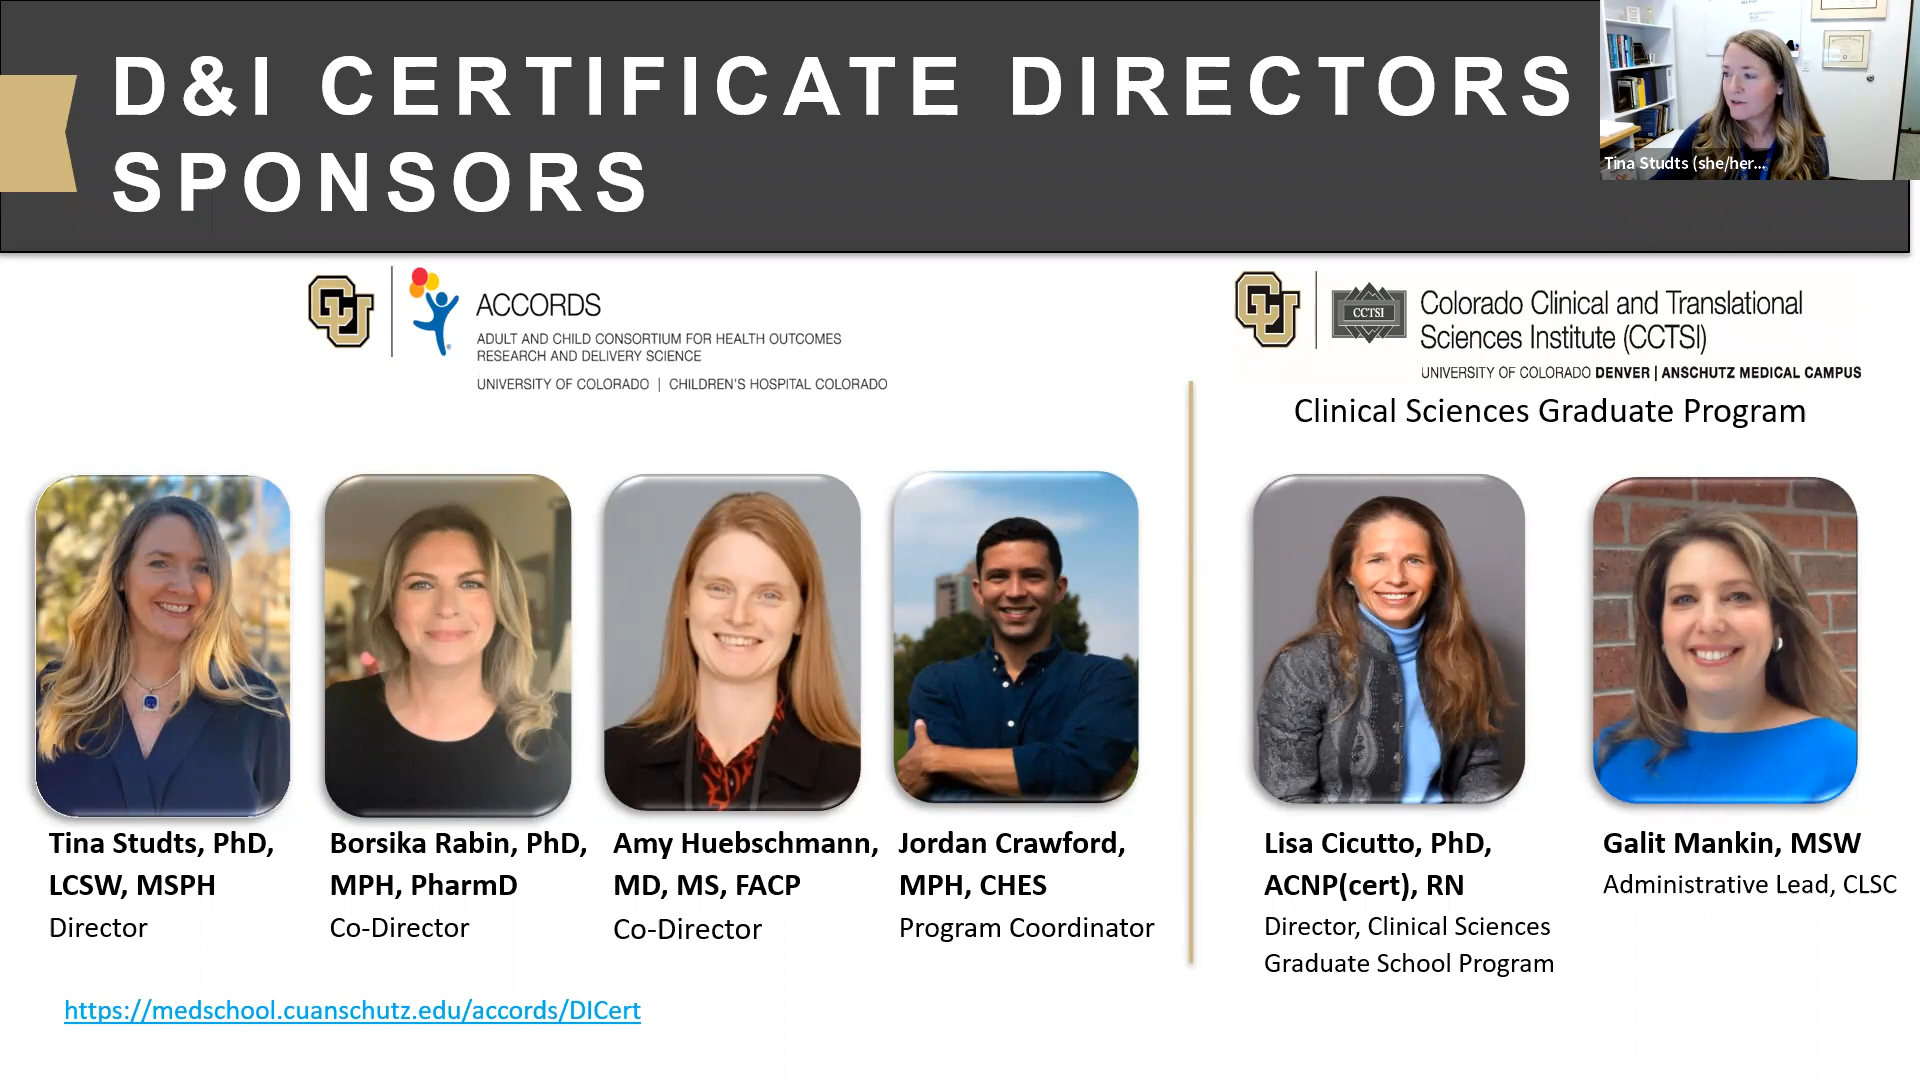 D&I CERTIFICATE DIRECTORS
SPONSORS
Tina Studts (she/her...
CU
ACCORDS
ADULT AND CHILD CONSORTIUM FOR HEALTH OUTCOMES
RESEARCH AND DELIVERY SCIENCE
UNIVERSITY OF COLORADO | CHILDREN'S HOSPITAL COLORADO
CU
CCTSI
Colorado Clinical and Translational
Sciences Institute (CCTSI)
UNIVERSITY OF COLORADO DENVER | ANSCHUTZ MEDICAL CAMPUS
Clinical Sciences Graduate Program
Tina Studts, PhD,
LCSW, MSPH
Director
Borsika Rabin, PhD,
MPH, PharmD
Co-Director
Amy Huebschmann,
MD, MS, FACP
Co-Director
Jordan Crawford,
MPH, CHES
Program Coordinator
Lisa Cicutto, PhD,
ACNP(cert), RN
Director, Clinical Sciences
Graduate School Program
Galit Mankin, MSW
Administrative Lead, CLSC
https://medschool.cuanschutz.edu/accords/DICert